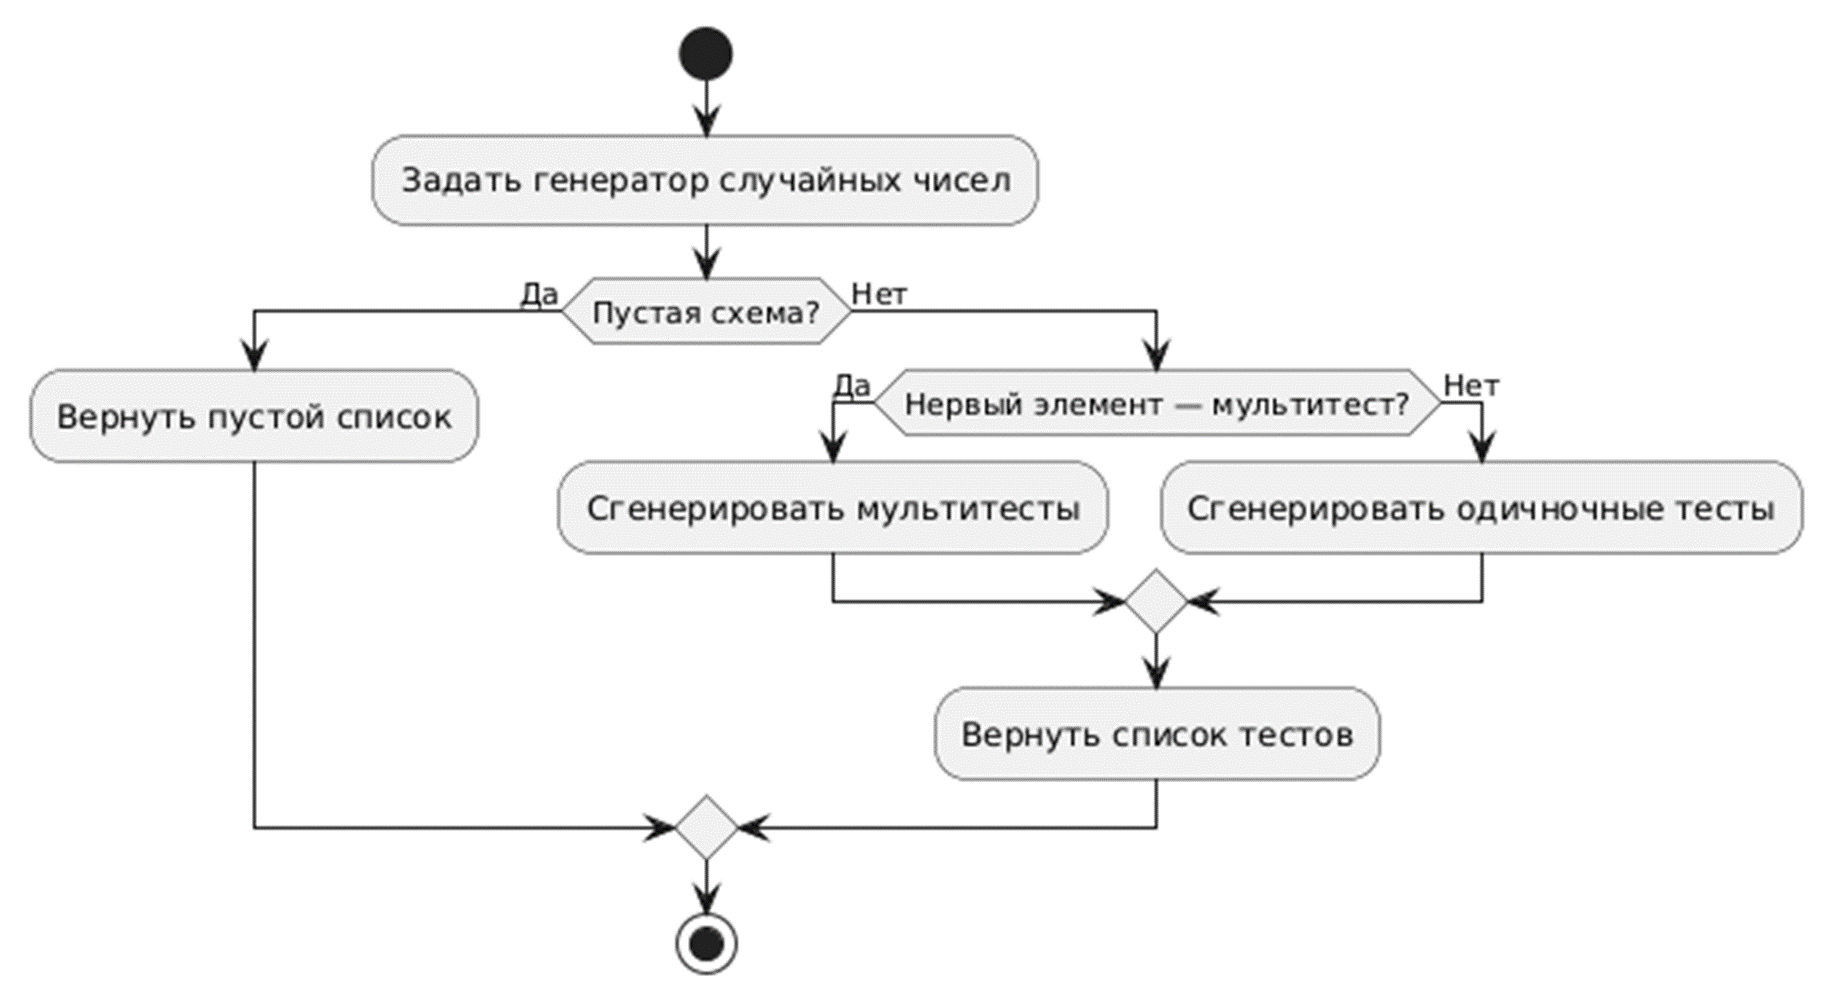 Задать генератор случайных чисел
Да
Пустая схема?
Нет
Вернуть пустой список
Да
Нервый элемент — мультитест?
Нет
Сгенерировать мультитесты
Сгенерировать одичночные тесты
Вернуть список тестов